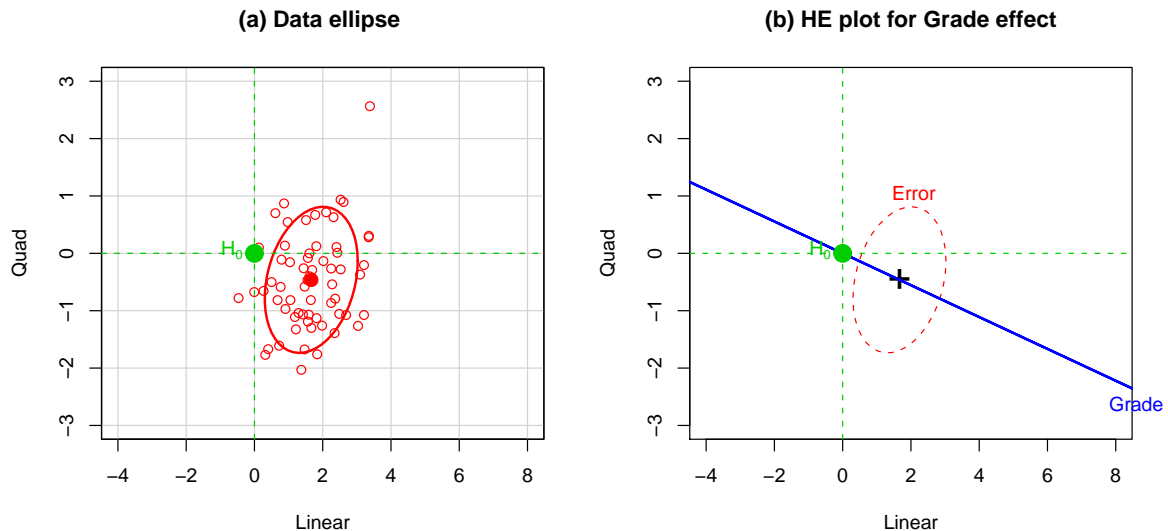 (a) Data ellipse
3
2
1
0
−1
−2
−3
Quad
H₀
−4 −2 0 2 4 6 8
Linear
(b) HE plot for Grade effect
3
2
1
0
−1
−2
−3
Quad
Error
H₀
Grade
−4 −2 0 2 4 6 8
Linear